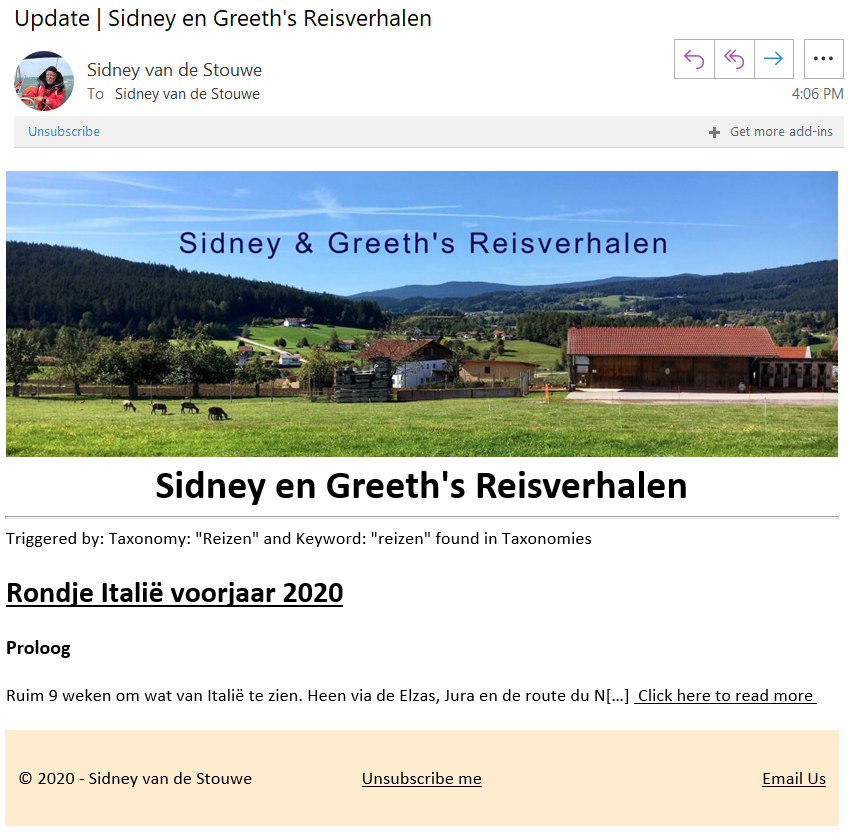 Update | Sidney en Greeth's Reisverhalen
Sidney van de Stouwe
To Sidney van de Stouwe
4:06 PM
Unsubscribe
Get more add-ins
Sidney & Greeth's Reisverhalen
Sidney en Greeth's Reisverhalen
Triggered by: Taxonomy: "Reizen" and Keyword: "reizen" found in Taxonomies
Rondje Italië voorjaar 2020
Proloog
Ruim 9 weken om wat van Italië te zien. Heen via de Elzas, Jura en de route du N[...] Click here to read more
© 2020 - Sidney van de Stouwe
Unsubscribe me
Email Us